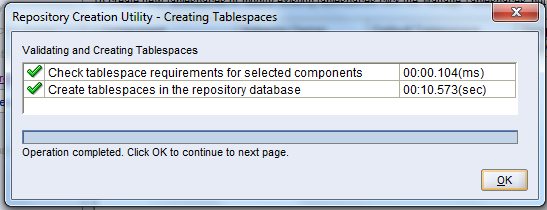 Repository Creation Utility - Creating Tablespaces
Validating and Creating Tablespaces
Check tablespace requirements for selected components 00:00.104(ms)
Create tablespaces in the repository database 00:10.573(sec)
Operation completed. Click OK to continue to next page.
OK